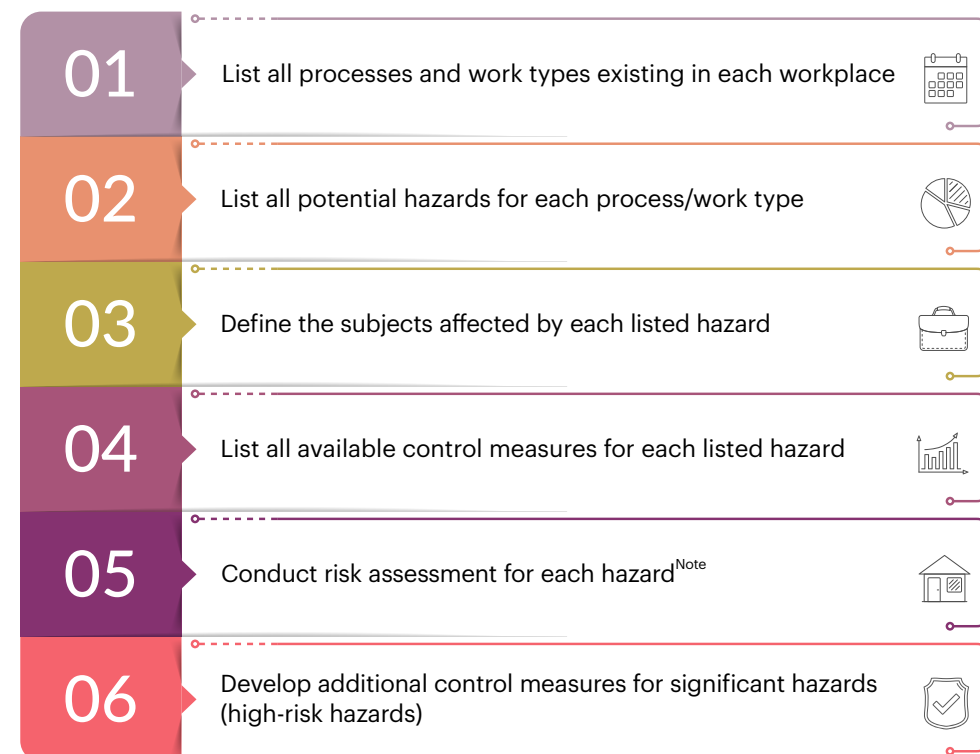 01
List all processes and work types existing in each workplace
02
List all potential hazards for each process/work type
03
Define the subjects affected by each listed hazard
04
List all available control measures for each listed hazard
05
Conduct risk assessment for each hazardNote
06
Develop additional control measures for significant hazards
(high-risk hazards)